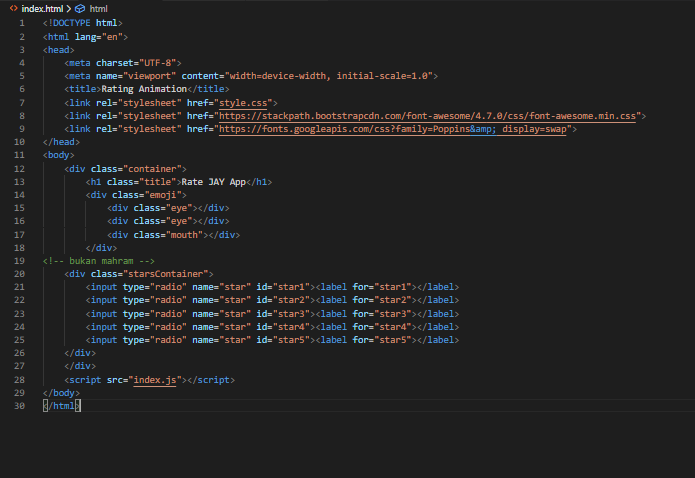 index.html > html
1 <!DOCTYPE html>
2 <html lang="en">
3 <head>
4     <meta charset="UTF-8">
5     <meta name="viewport" content="width=device-width, initial-scale=1.0">
6     <title>Rating Animation</title>
7     <link rel="stylesheet" href="style.css">
8     <link rel="stylesheet" href="https://stackpath.bootstrapcdn.com/font-awesome/4.7.0/css/font-awesome.min.css">
9     <link rel="stylesheet" href="https://fonts.googleapis.com/css?family=Poppins&amp; display=swap">
10 </head>
11 <body>
12     <div class="container">
13         <h1 class="title">Rate JAY App</h1>
14         <div class="emoji">
15             <div class="eye"></div>
16             <div class="eye"></div>
17             <div class="mouth"></div>
18         </div>
19 <!-- bukan mahram -->
20     <div class="starsContainer">
21         <input type="radio" name="star" id="star1"><label for="star1"></label>
22         <input type="radio" name="star" id="star2"><label for="star2"></label>
23         <input type="radio" name="star" id="star3"><label for="star3"></label>
24         <input type="radio" name="star" id="star4"><label for="star4"></label>
25         <input type="radio" name="star" id="star5"><label for="star5"></label>
26     </div>
27     </div>
28     <script src="index.js"></script>
29 </body>
30 </html>